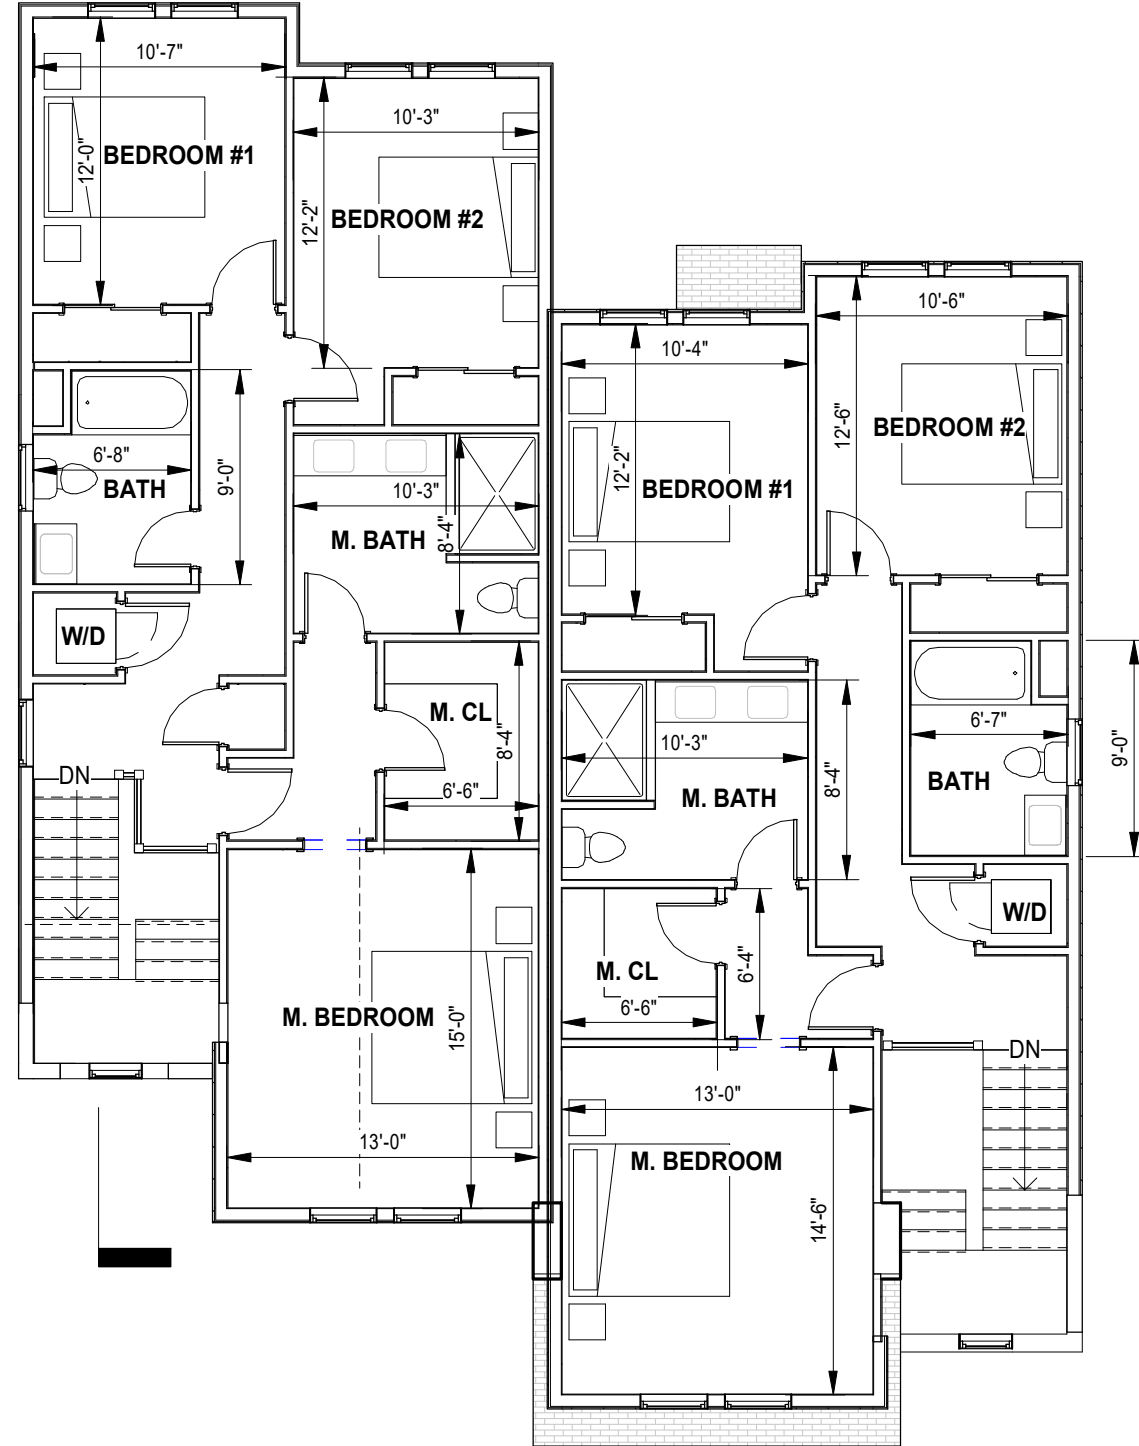 10'-7"
12'-0"
BEDROOM #1
10'-3"
12'-2"
BEDROOM #2
6'-8"
BATH
9'-0"
10'-3"
M. BATH
8'-4"
W/D
M. CL
8'-4"
6'-6"
DN
M. BEDROOM
15'-0"
13'-0"
10'-4"
12'-2"
BEDROOM #1
10'-6"
12'-6"
BEDROOM #2
10'-3"
M. BATH
8'-4"
6'-7"
BATH
9'-0"
W/D
M. CL
6'-6"
6'-4"
DN
13'-0"
M. BEDROOM
14'-6"